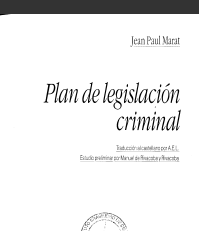 Jean Paul Marat
Plan de legislación
criminal
Traducción al castellano por A.E.L.
Estudio preliminar por Manuel de Rivacoba y Rivacoba